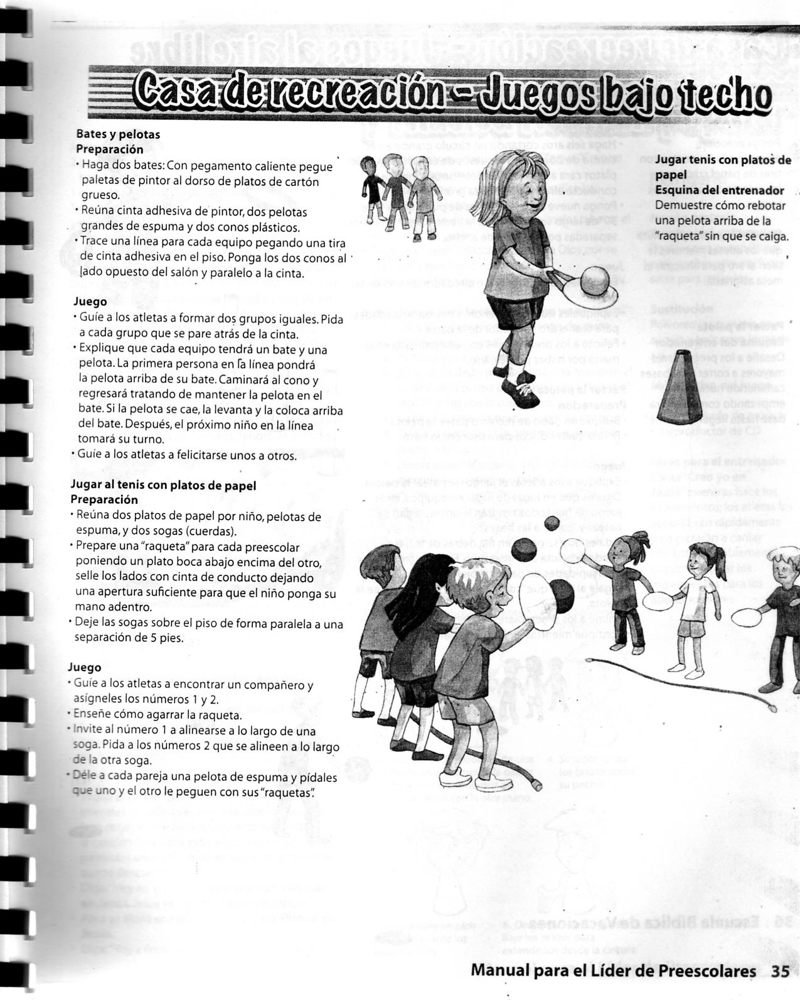 Casa de recreación - Juegos bajo techo
Bates y pelotas
Preparación
• Haga dos bates: Con pegamento caliente pegue
paletas de pintor al dorso de platos de cartón
grueso.
• Reúna cinta adhesiva de pintor, dos pelotas
grandes de espuma y dos conos plásticos.
• Trace una línea para cada equipo pegando una tira
de cinta adhesiva en el piso. Ponga los dos conos al
lado opuesto del salón y paralelo a la cinta.
Juego
• Guíe a los atletas a formar dos grupos iguales. Pida
a cada grupo que se pare atrás de la cinta.
• Explique que cada equipo tendrá un bate y una
pelota. La primera persona en la línea pondrá
la pelota arriba de su bate. Caminará al cono y
regresará tratando de mantener la pelota en el
bate. Si la pelota se cae, la levanta y la coloca arriba
del bate. Después, el próximo niño en la línea
tomará su turno.
• Guíe a los atletas a felicitarse unos a otros.
Jugar al tenis con platos de papel
Preparación
• Reúna dos platos de papel por niño, pelotas de
espuma, y dos sogas (cuerdas).
• Prepare una "raqueta" para cada preescolar
poniendo un plato boca abajo encima del otro,
selle los lados con cinta de conducto dejando
una apertura suficiente para que el niño ponga su
mano adentro.
• Deje las sogas sobre el piso de forma paralela a una
separación de 5 pies.
Juego
• Guíe a los atletas a encontrar un compañero y
asígneles los números 1 y 2.
• Enseñe cómo agarrar la raqueta.
• Invite al número 1 a alinearse a lo largo de una
soga. Pida a los números 2 que se alineen a lo largo
de la otra soga.
• Déle a cada pareja una pelota de espuma y pídales
que uno y el otro le peguen con sus "raquetas".
Jugar tenis con platos de
papel
Esquina del entrenador
Demuestre cómo rebotar
una pelota arriba de la
"raqueta" sin que se caiga.
Manual para el Líder de Preescolares 35